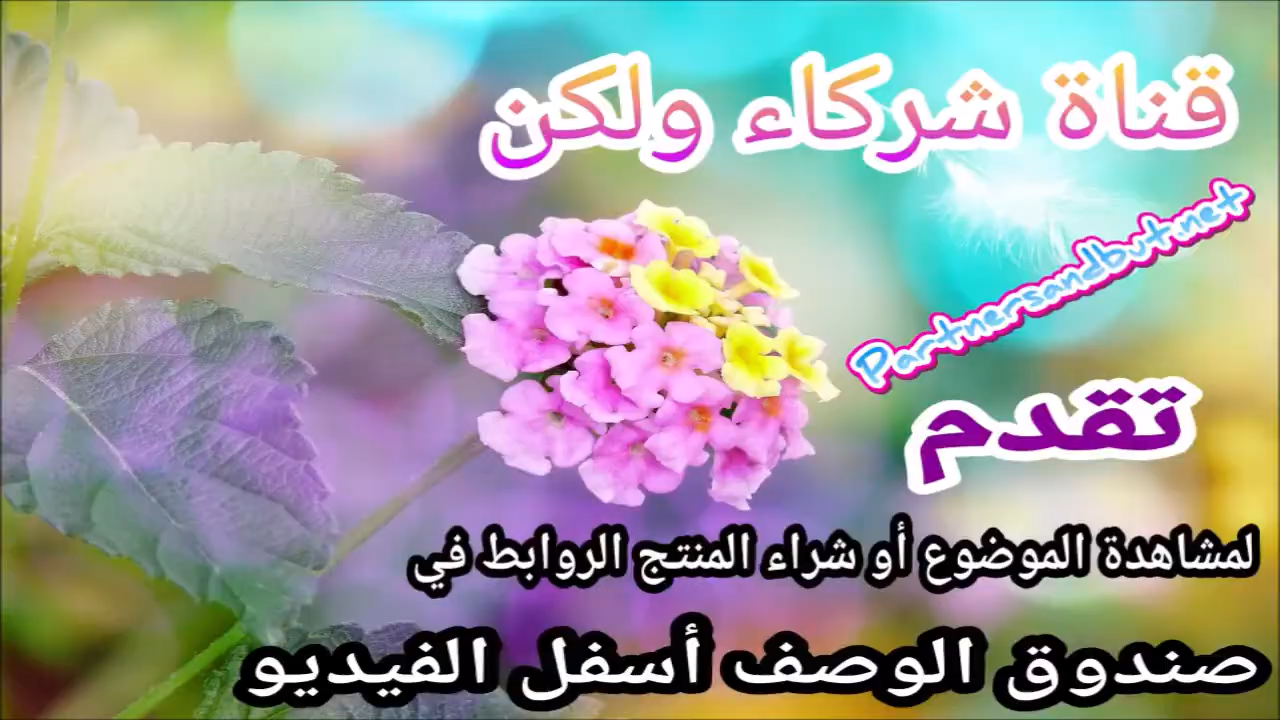 قناة شركاء ولكن
Partnersandbut.net
تقدم
لمشاهدة الموضوع أو شراء المنتج الروابط في
صندوق الوصف أسفل الفيديو